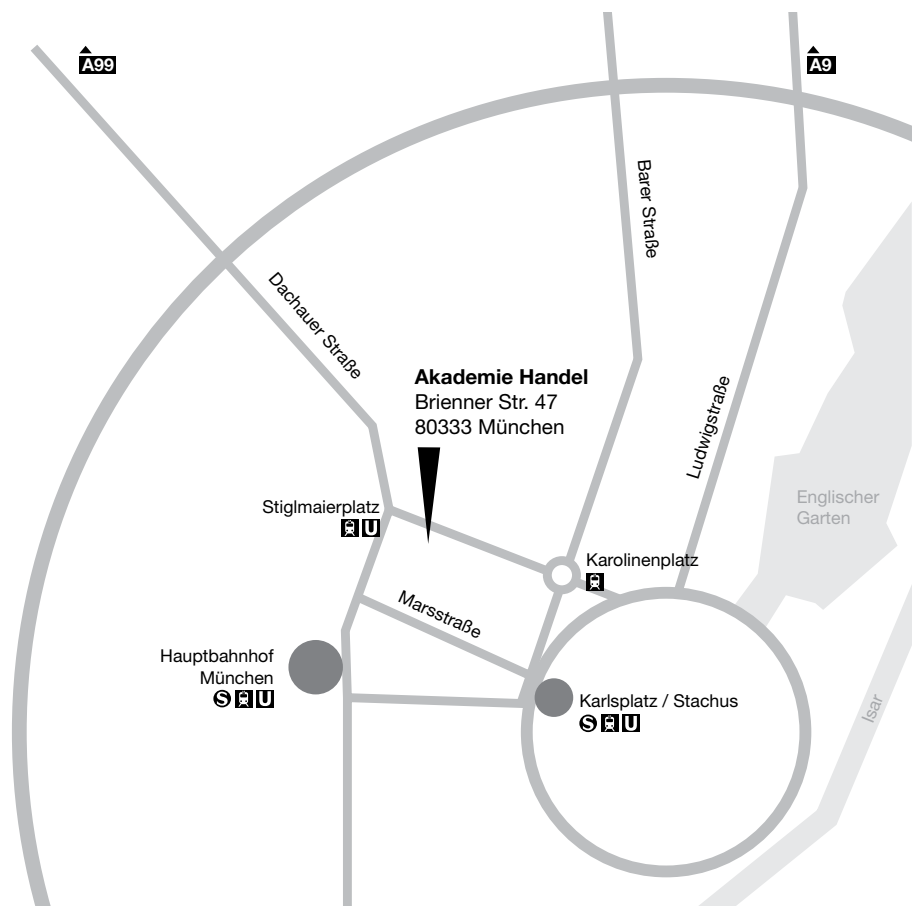 A99
A9
Barer Straße
Dachauer Straße
Akademie Handel
Brienner Str. 47
80333 München
Ludwigstraße
Englischer
Garten
Stiglmaierplatz
U
Karolinenplatz
Marsstraße
Hauptbahnhof
München
S U
Karlsplatz / Stachus
S U
Isar